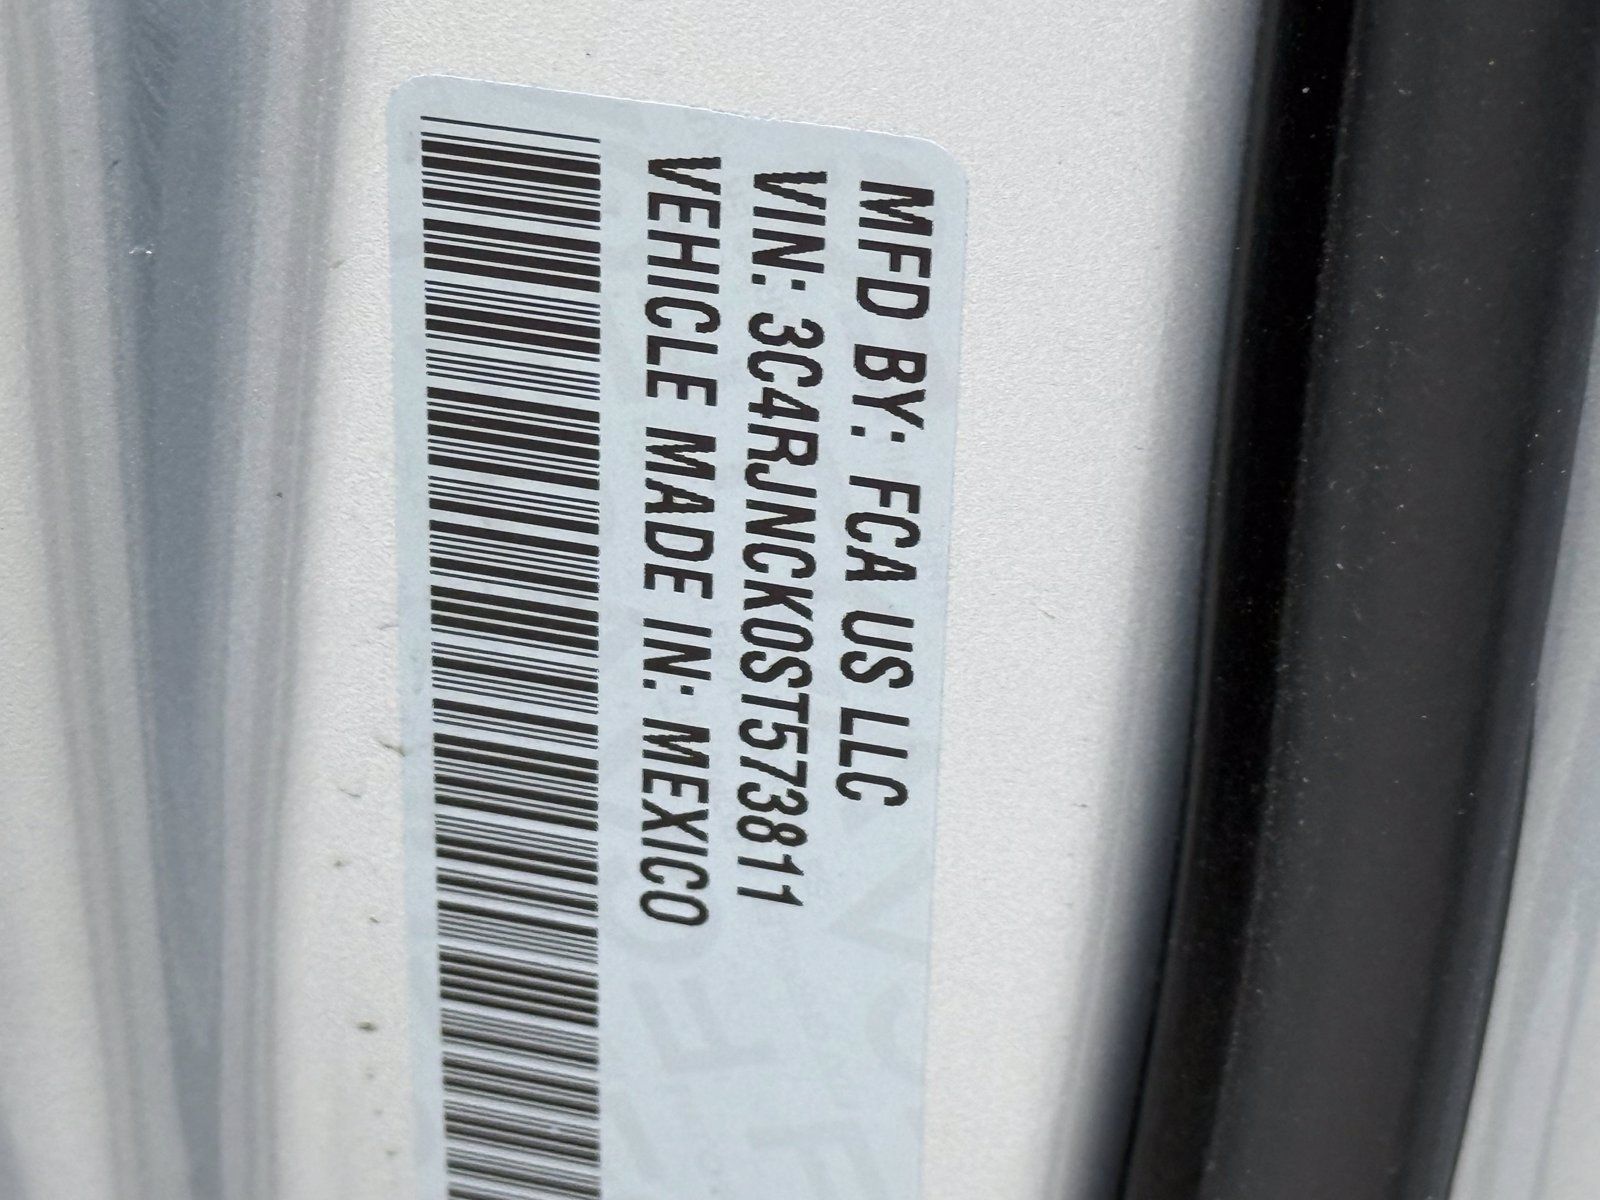 MFD BY: FCA US LLC
VIN: 3C4RJNCK0ST573811
VEHICLE MADE IN: MEXICO